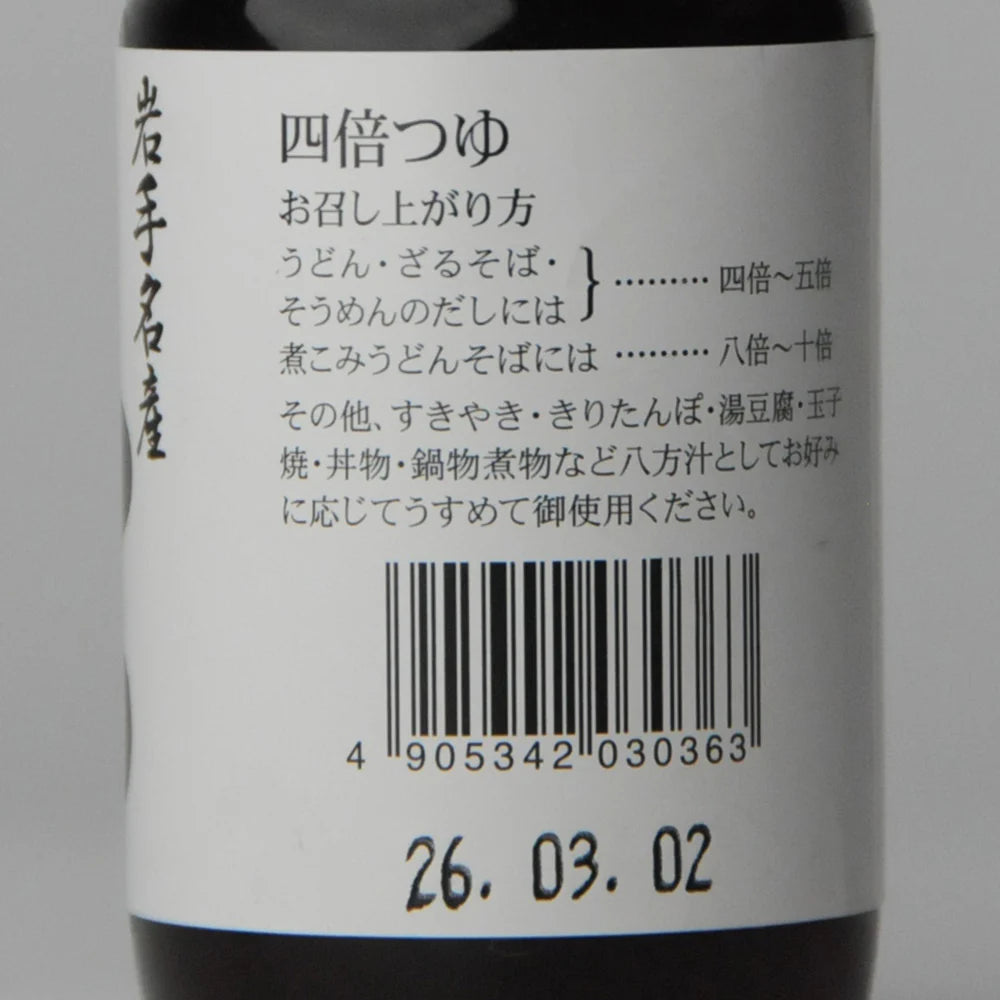 岩手名産
四倍つゆ
お召し上がり方
うどん・ざるそば・
そうめんのだしには
} ……… 四倍～五倍
煮こみうどんそばには ……… 八倍～十倍
その他、すきやき・きりたんぽ・湯豆腐・玉子
焼・丼物・鍋物煮物など八方汁としてお好み
に応じてうすめて御使用ください。
4 905342 030363
26. 03. 02